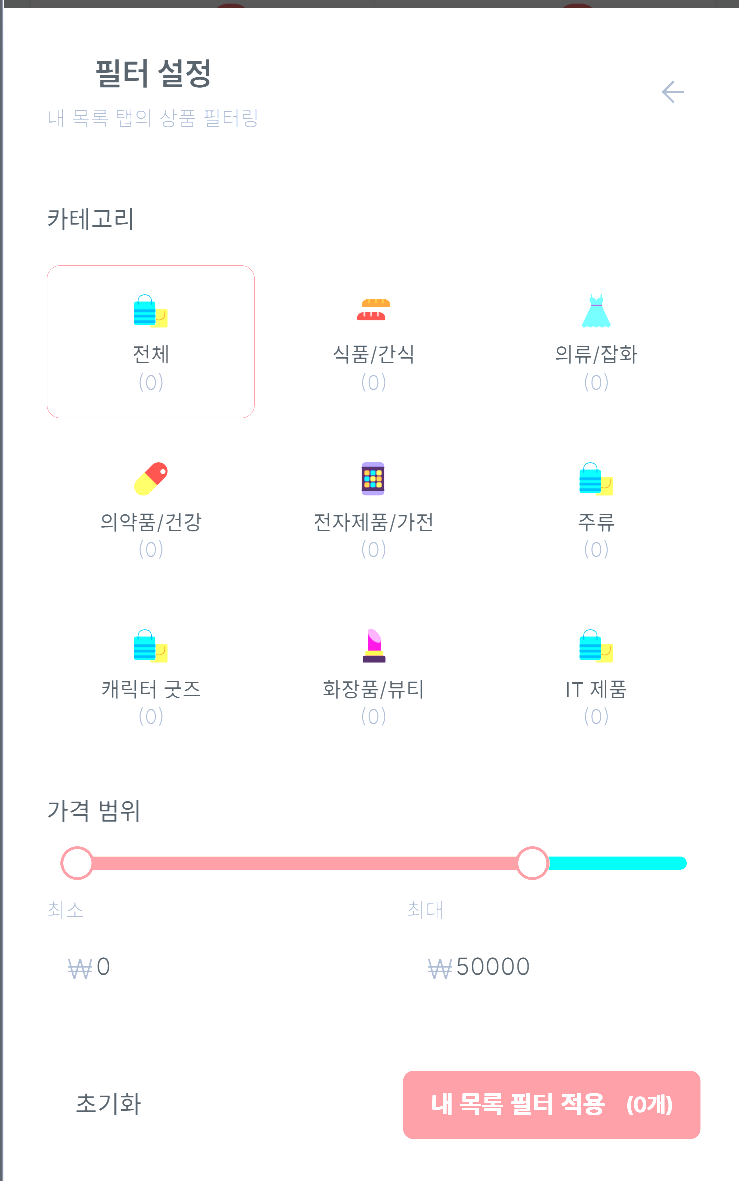 필터 설정
내 목록 탭의 상품 필터링
카테고리
전체
(0)
식품/간식
(0)
의류/잡화
(0)
의약품/건강
(0)
전자제품/가전
(0)
주류
(0)
캐릭터 굿즈
(0)
화장품/뷰티
(0)
IT 제품
(0)
가격 범위
최소
최대
₩0
₩50000
초기화
내 목록 필터 적용 (0개)